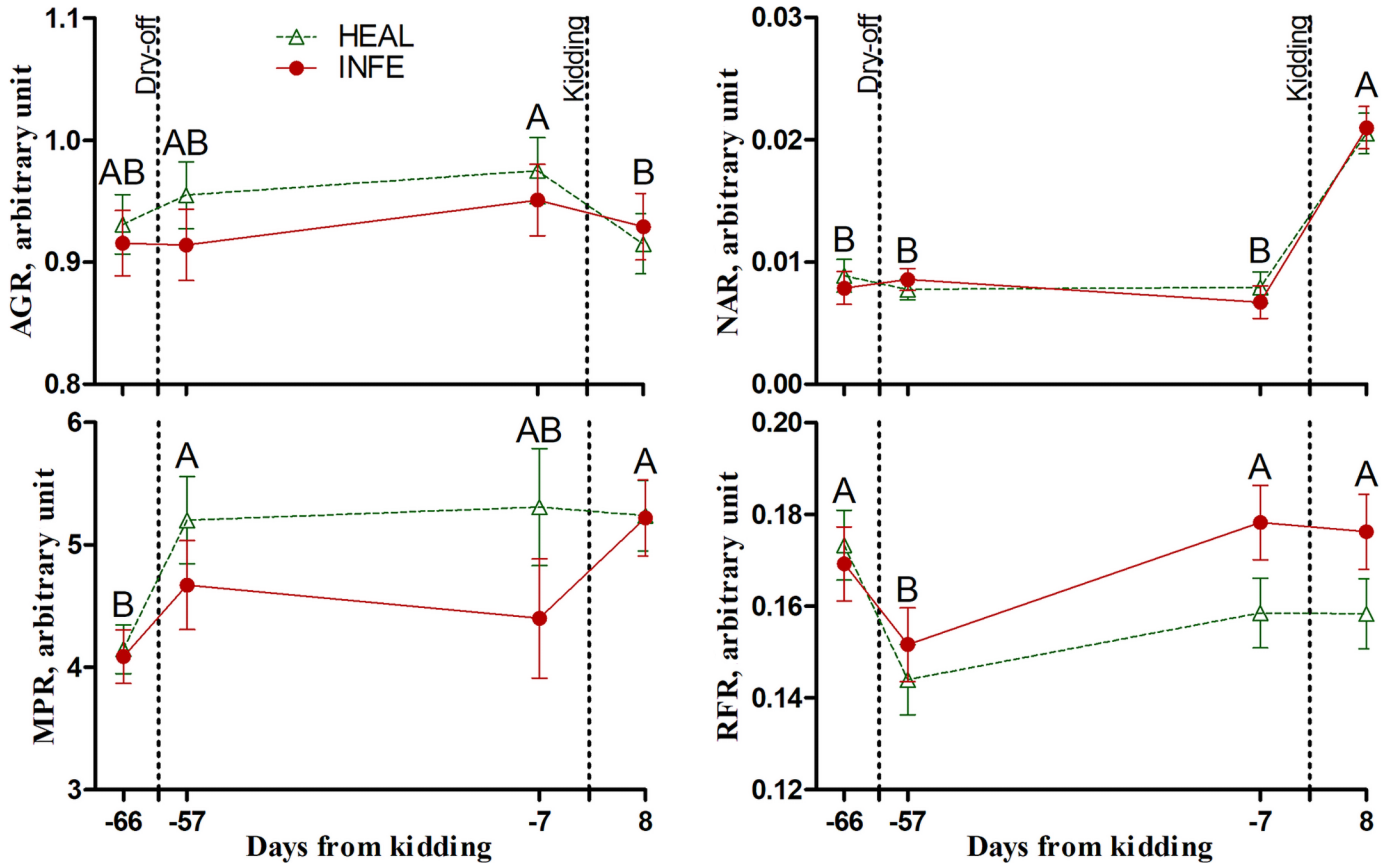 AGR, arbitrary unit
1.1
1.0
0.9
0.8
Dry-off
Kidding
HEAL
INFE
AB
AB
A
B
NAR, arbitrary unit
0.03
0.02
0.01
0.00
Dry-off
Kidding
B
B
B
A
MPR, arbitrary unit
6
5
4
3
B
A
AB
A
-66
-57
-7
8
Days from kidding
RFR, arbitrary unit
0.20
0.18
0.16
0.14
0.12
A
B
A
A
-66
-57
-7
8
Days from kidding